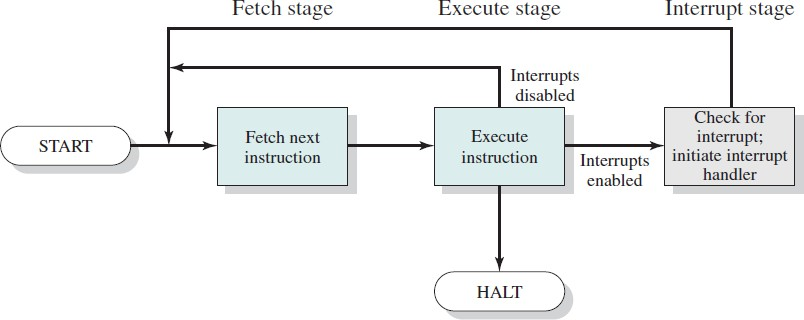 Fetch stage
Execute stage
Interrupt stage
Interrupts
disabled
START
Fetch next
instruction
Execute
instruction
Interrupts
enabled
Check for
interrupt;
initiate interrupt
handler
HALT